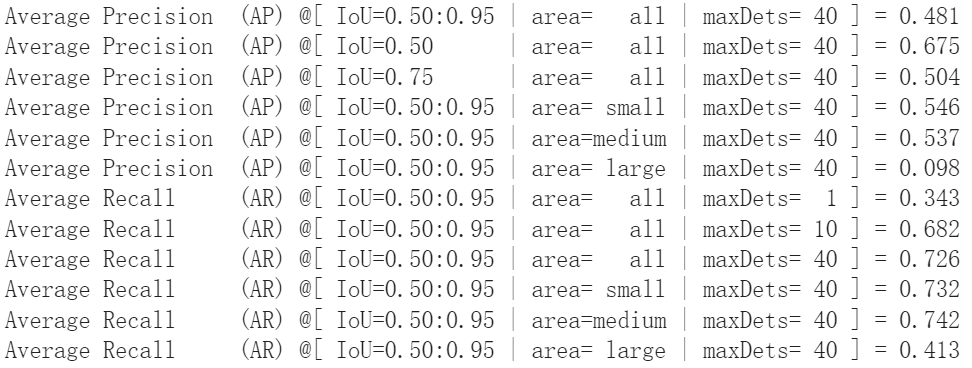 Average Precision  (AP) @[ IoU=0.50:0.95 | area=   all | maxDets= 40 ] = 0.481
Average Precision  (AP) @[ IoU=0.50      | area=   all | maxDets= 40 ] = 0.675
Average Precision  (AP) @[ IoU=0.75      | area=   all | maxDets= 40 ] = 0.504
Average Precision  (AP) @[ IoU=0.50:0.95 | area= small | maxDets= 40 ] = 0.546
Average Precision  (AP) @[ IoU=0.50:0.95 | area=medium | maxDets= 40 ] = 0.537
Average Precision  (AP) @[ IoU=0.50:0.95 | area= large | maxDets= 40 ] = 0.098
Average Recall     (AR) @[ IoU=0.50:0.95 | area=   all | maxDets=  1 ] = 0.343
Average Recall     (AR) @[ IoU=0.50:0.95 | area=   all | maxDets= 10 ] = 0.682
Average Recall     (AR) @[ IoU=0.50:0.95 | area=   all | maxDets= 40 ] = 0.726
Average Recall     (AR) @[ IoU=0.50:0.95 | area= small | maxDets= 40 ] = 0.732
Average Recall     (AR) @[ IoU=0.50:0.95 | area=medium | maxDets= 40 ] = 0.742
Average Recall     (AR) @[ IoU=0.50:0.95 | area= large | maxDets= 40 ] = 0.413